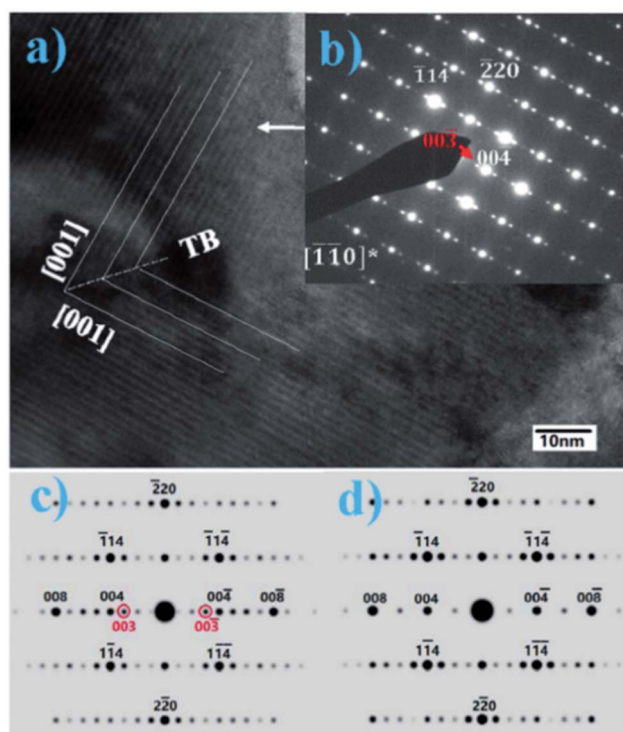 a)
b)
1̄14
2̄20
003̄
004
[1̄1̄0]*
[001]
TB
[001]
10nm
c)
2̄20
1̄14 1̄14̄
008 004 004̄ 008̄
003 003̄
11̄4 11̄4̄
22̄0
d)
2̄20
1̄14 1̄14̄
008 004 004̄ 008̄
11̄4 11̄4̄
22̄0